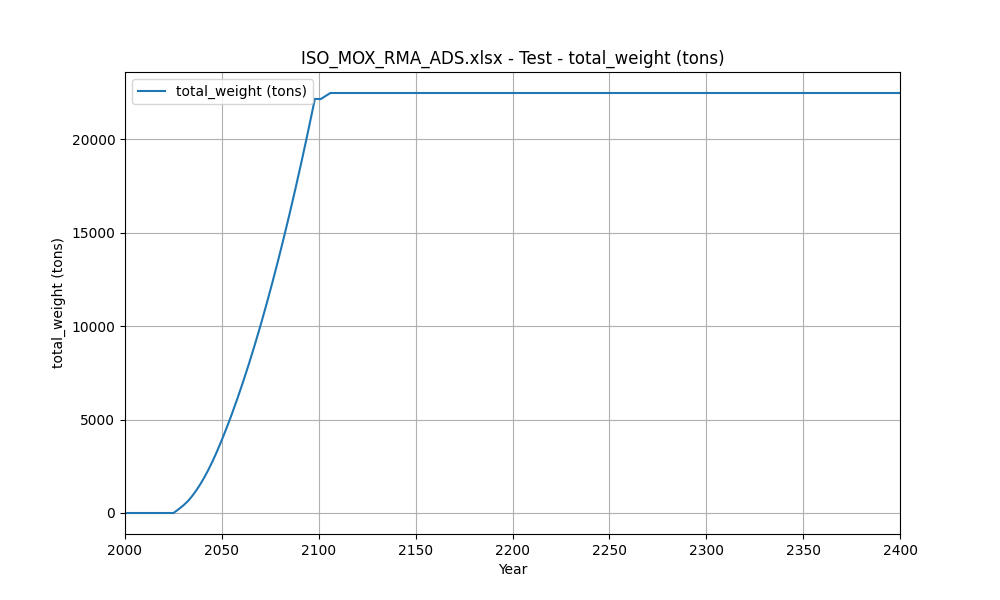 ISO_MOX_RMA_ADS.xlsx - Test - total_weight (tons)
total_weight (tons)
total_weight (tons)
20000
15000
10000
5000
0
2000 2050 2100 2150 2200 2250 2300 2350 2400
Year